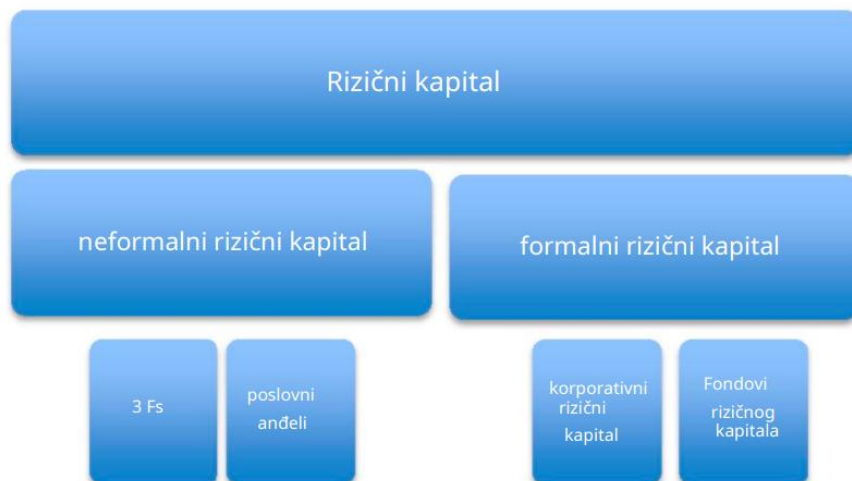 Rizični kapital
neformalni rizični kapital
formalni rizični kapital
3 Fs
poslovni
anđeli
korporativni
rizični
kapital
Fondovi
rizičnog
kapitala